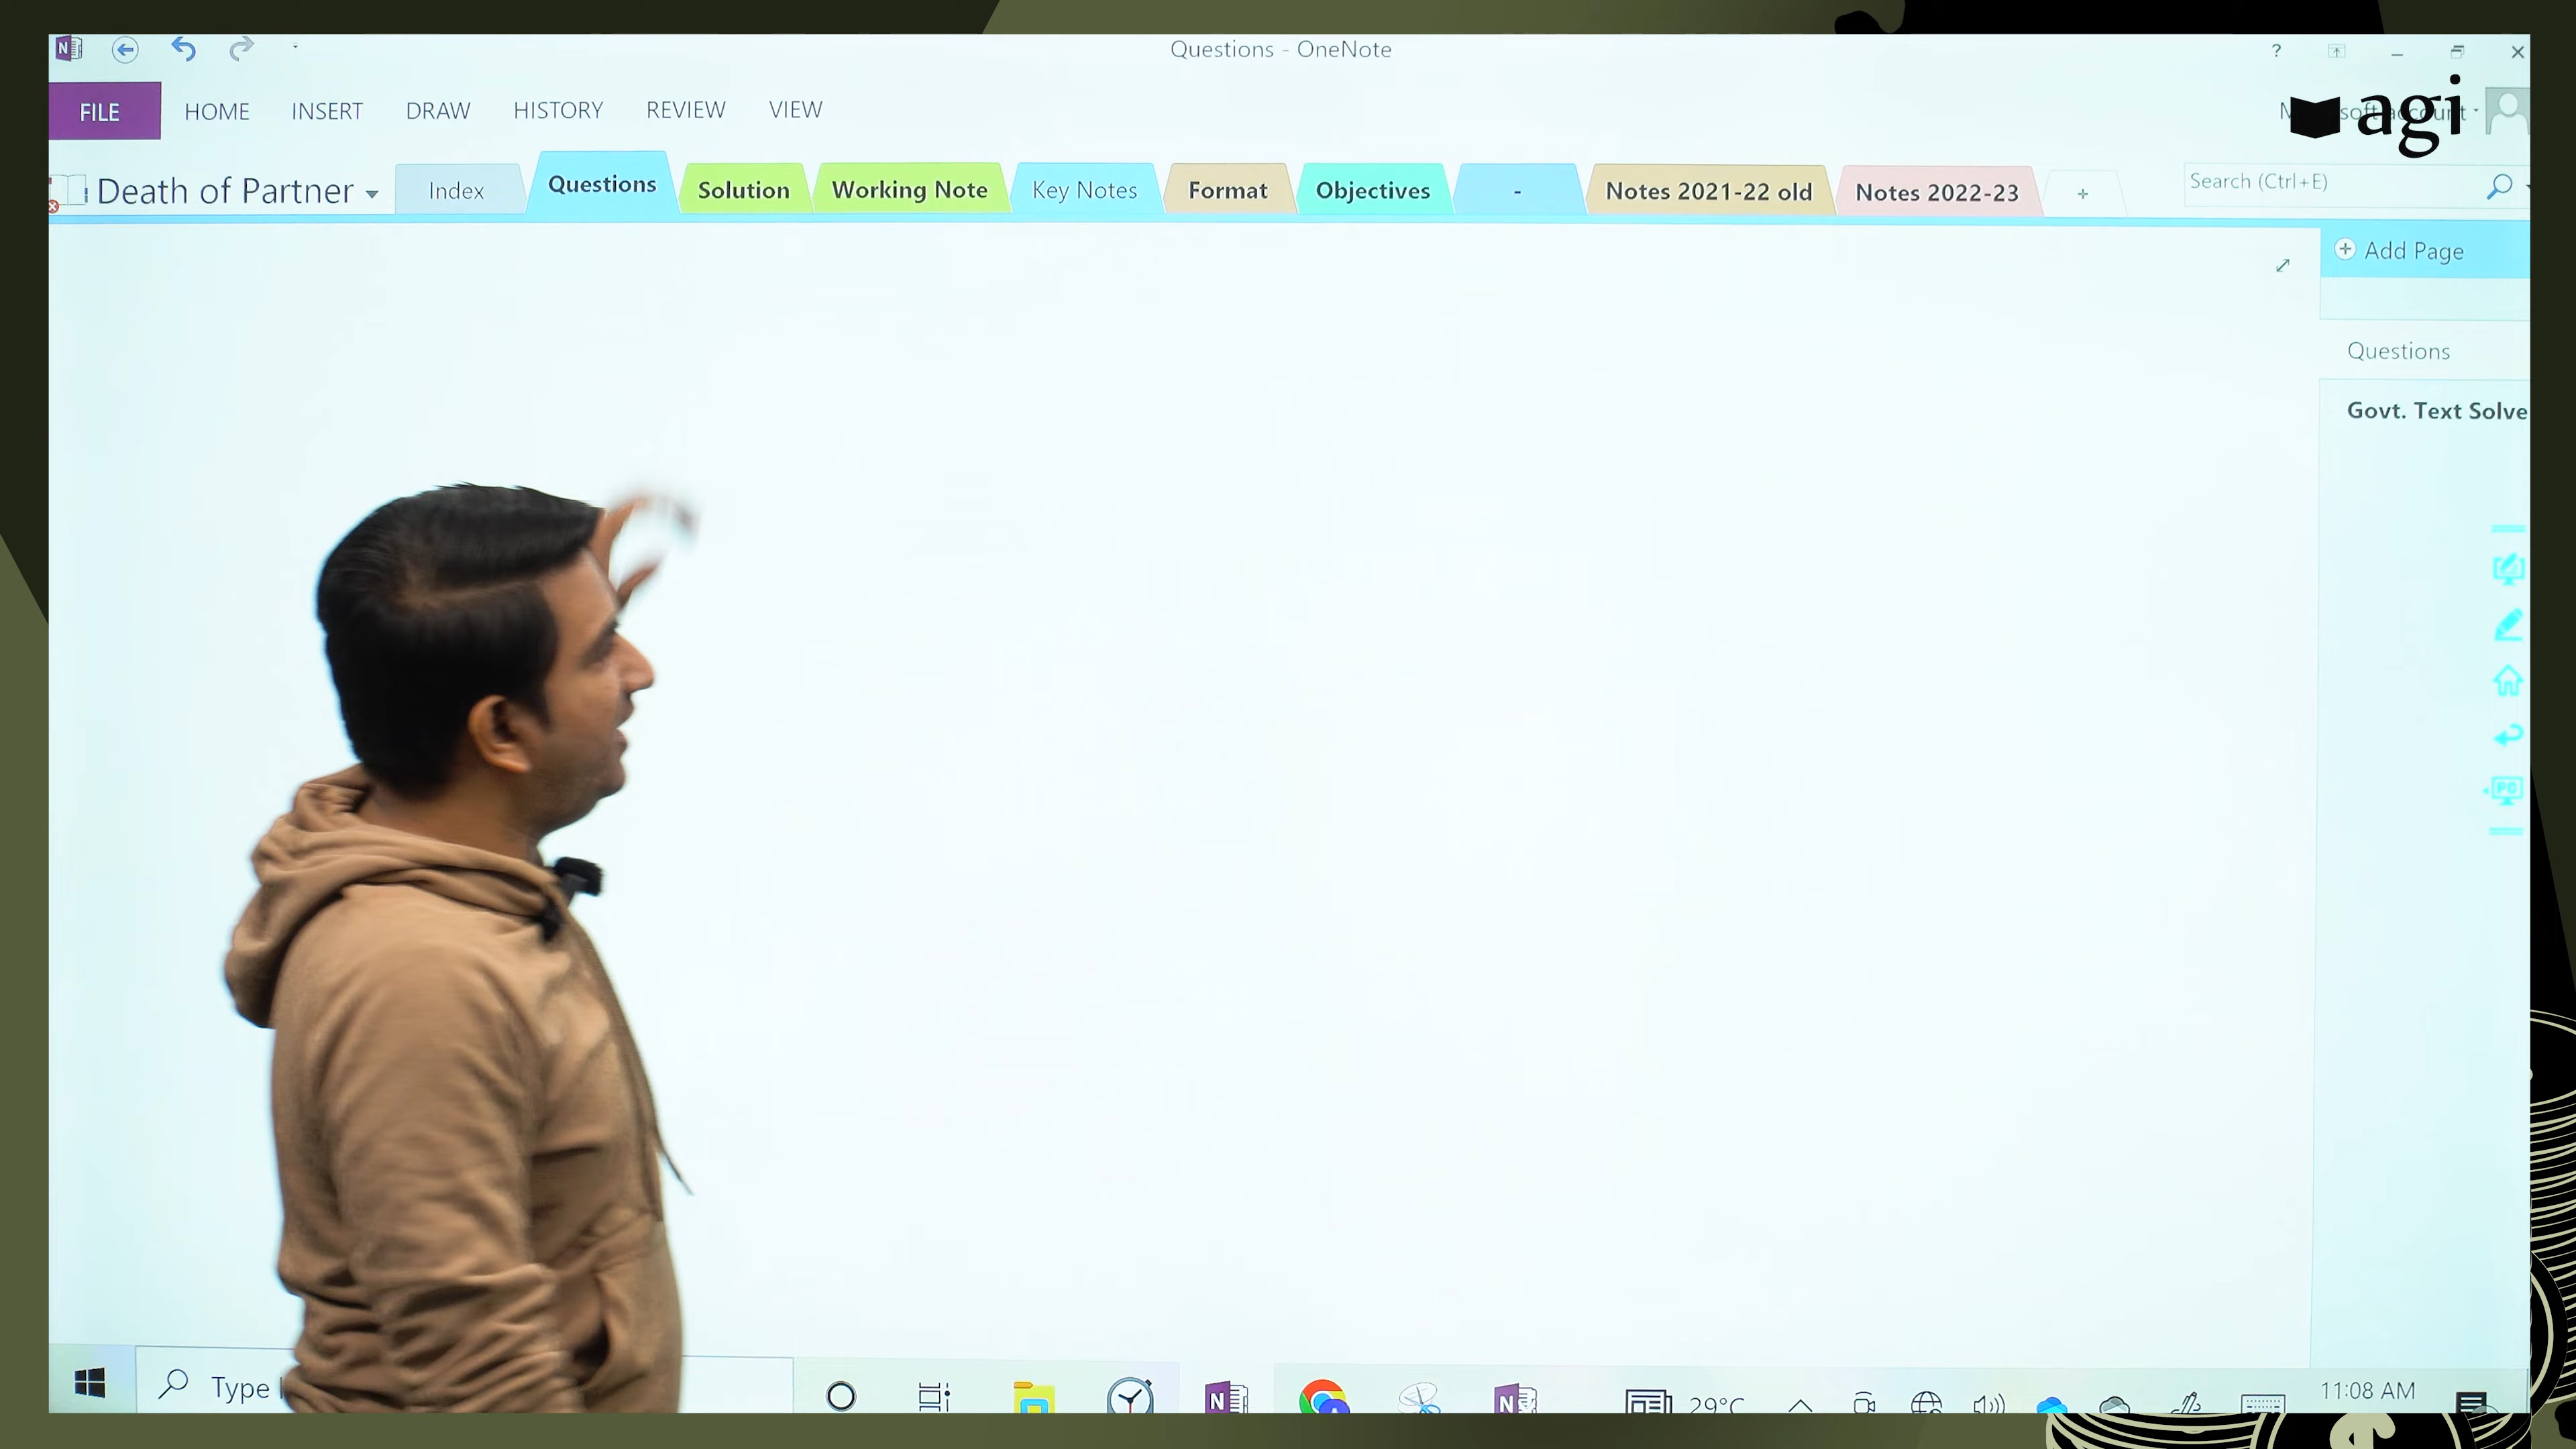 Questions - OneNote
?
FILE HOME INSERT DRAW HISTORY REVIEW VIEW
agi
Death of Partner Index Questions Solution Working Note Key Notes Format Objectives - Notes 2021-22 old Notes 2022-23 +
Search (Ctrl+E)
Add Page
Questions
Govt. Text Solve
PC
Type
29°C
11:08 AM